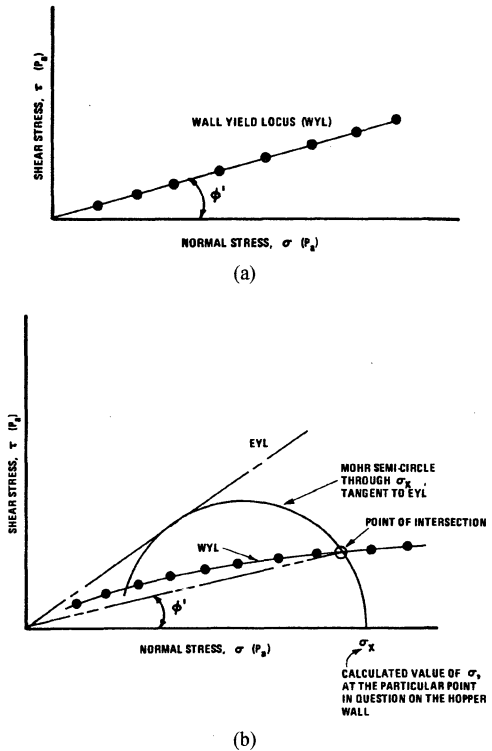 SHEAR STRESS, τ (Pa)
WALL YIELD LOCUS (WYL)
ϕ'
NORMAL STRESS, σ (Pa)
(a)
SHEAR STRESS, τ (Pa)
EYL
MOHR SEMI-CIRCLE
THROUGH σx ,
TANGENT TO EYL
POINT OF INTERSECTION
WYL
ϕ'
NORMAL STRESS, σ (Pa)
σx
CALCULATED VALUE OF σ,
AT THE PARTICULAR POINT
IN QUESTION ON THE HOPPER
WALL
(b)